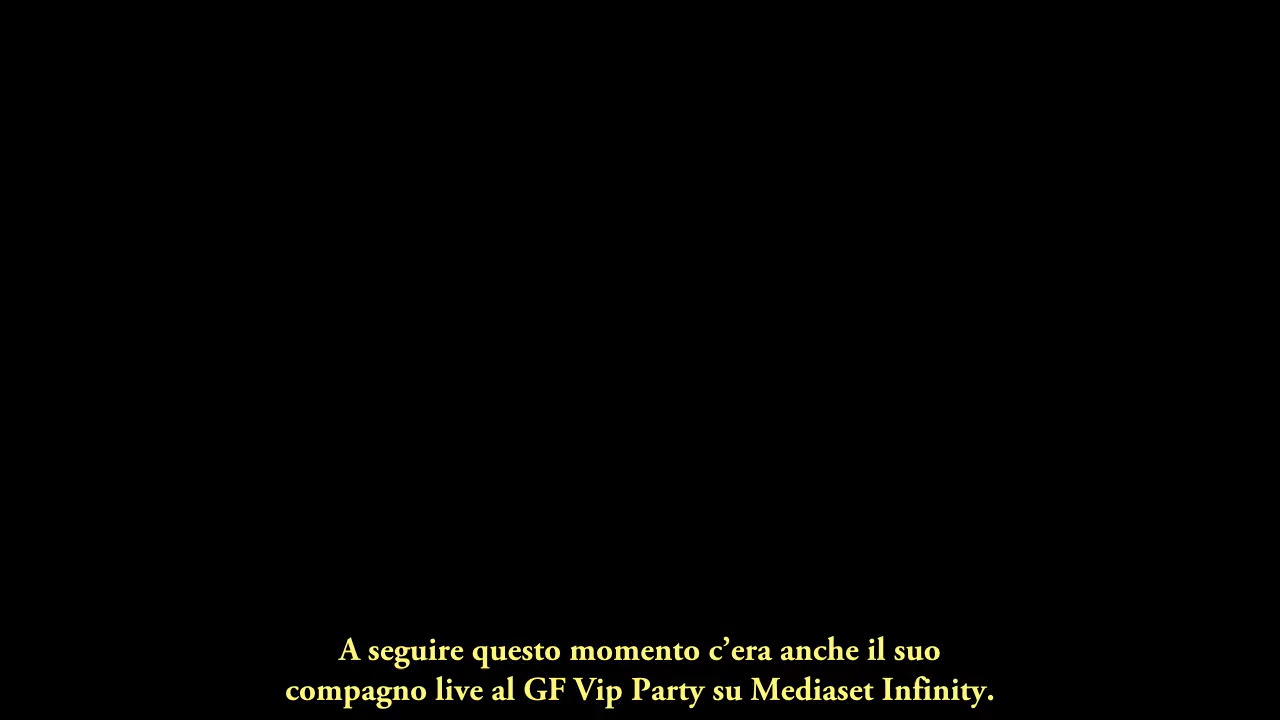 A seguire questo momento c’era anche il suo
compagno live al GF Vip Party su Mediaset Infinity.